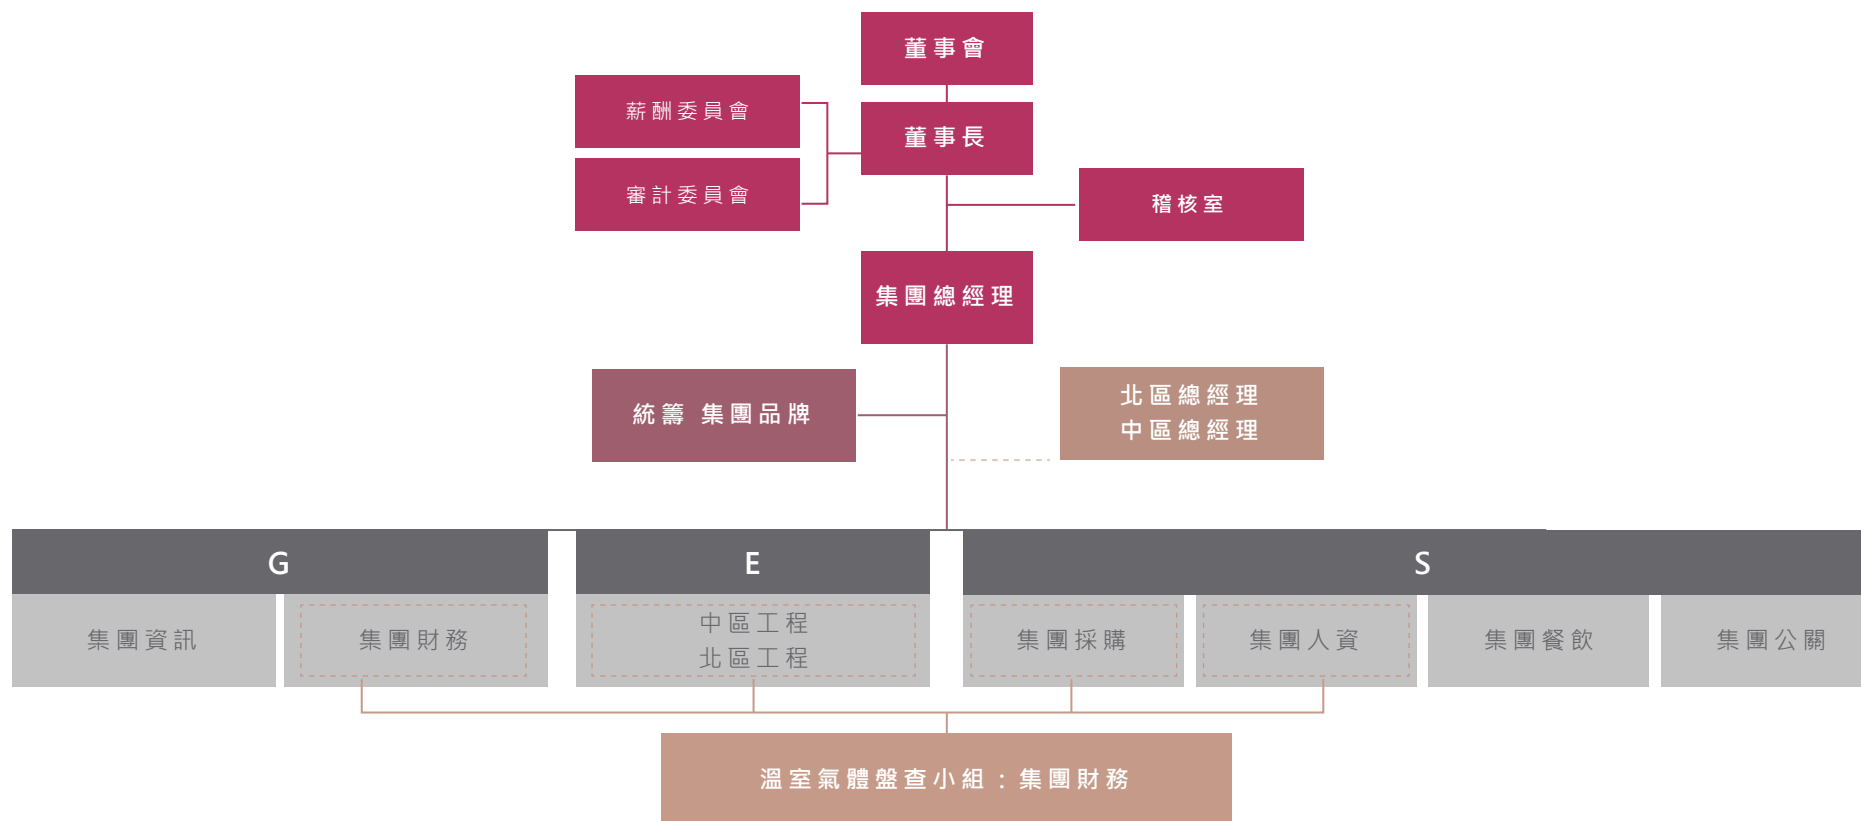 董事會
薪酬委員會
董事長
審計委員會
稽核室
集團總經理
統籌 集團品牌
北區總經理
中區總經理
G
E
S
集團資訊
集團財務
中區工程
北區工程
集團採購
集團人資
集團餐飲
集團公關
溫室氣體盤查小組：集團財務